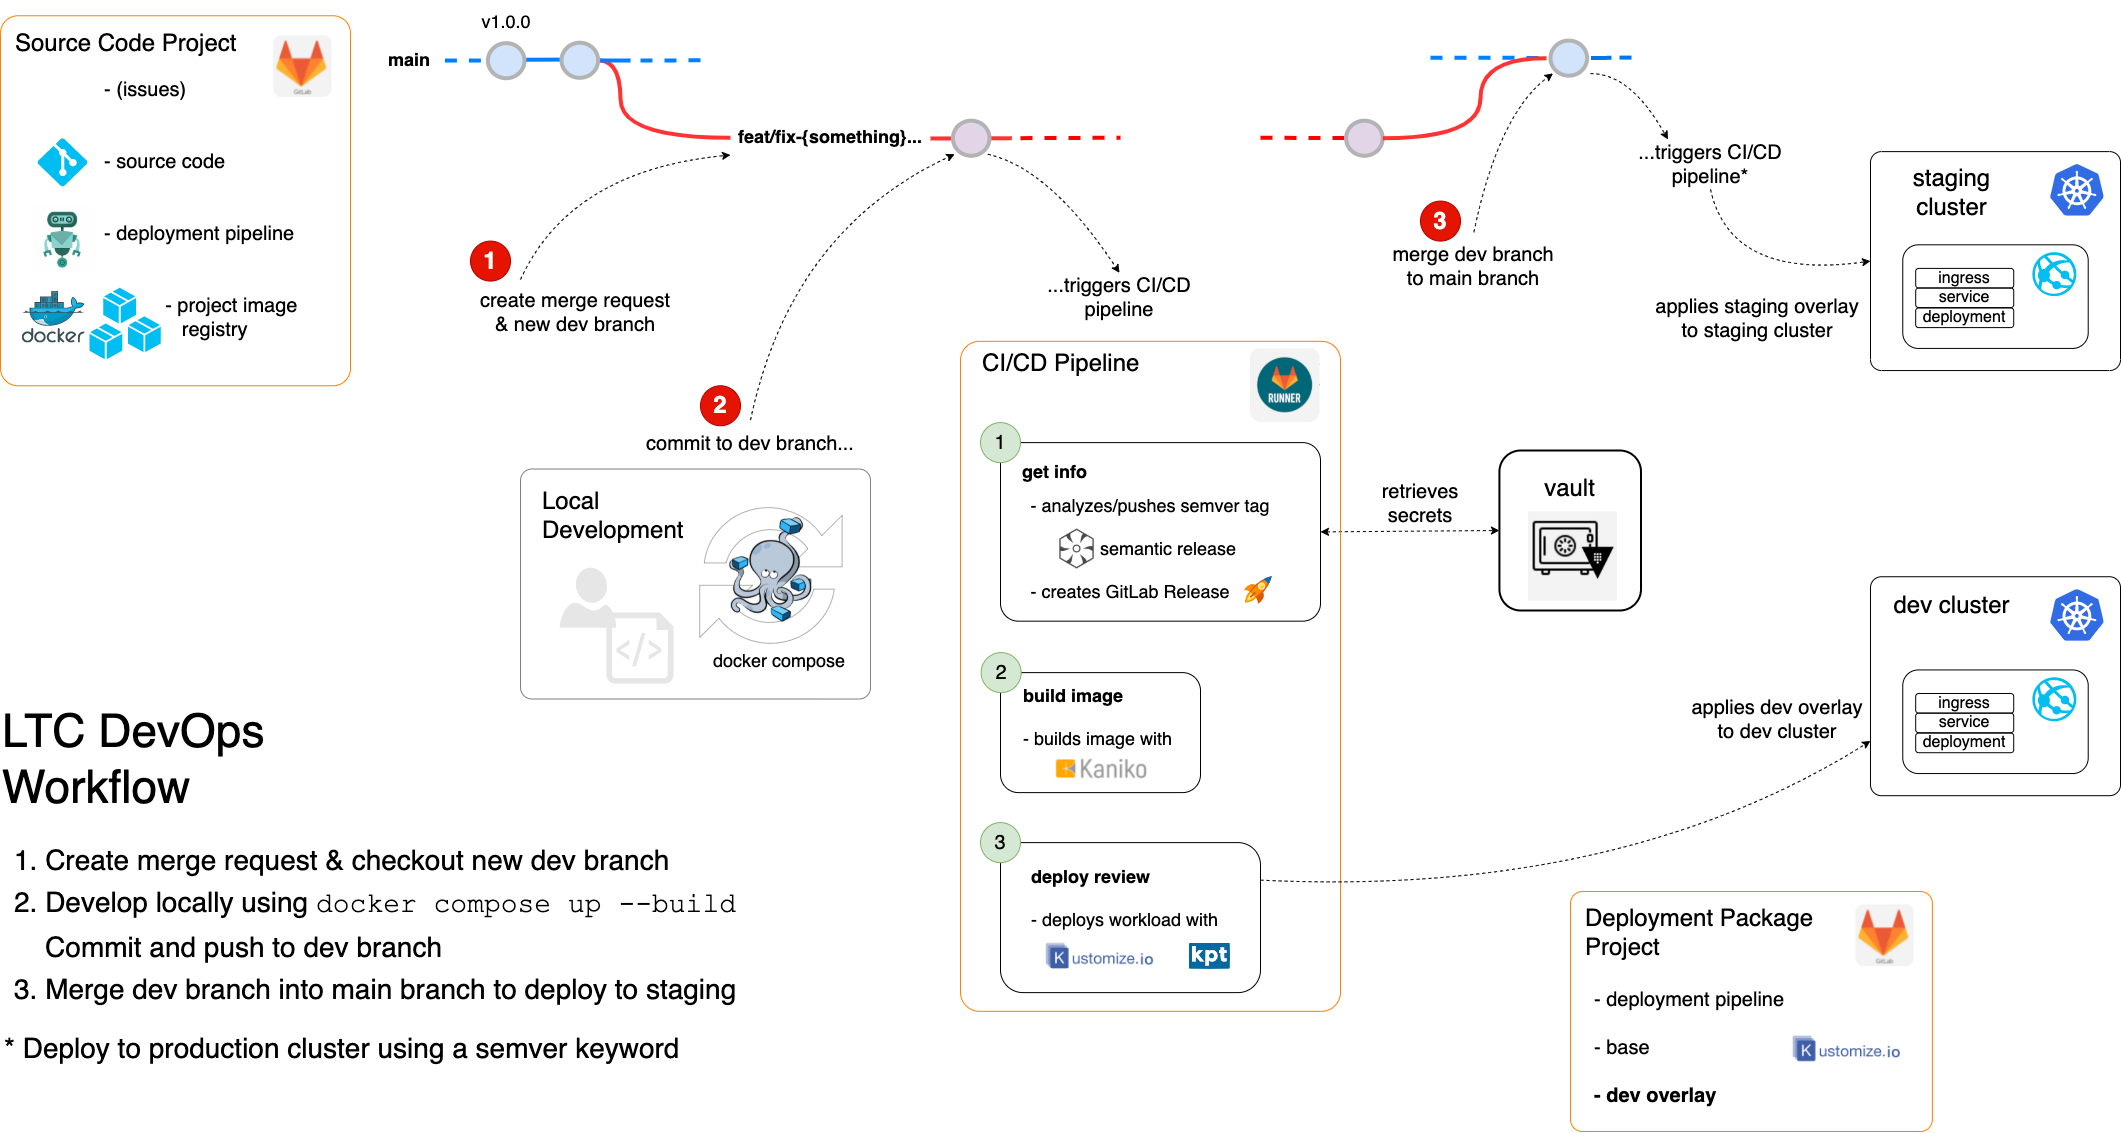 Source Code Project
GitLab
- (issues)
- source code
- deployment pipeline
docker
- project image
registry
v1.0.0
main
feat/fix-{something}...
1
create merge request
& new dev branch
2
commit to dev branch...
...triggers CI/CD
pipeline
3
merge dev branch
to main branch
...triggers CI/CD
pipeline*
applies staging overlay
to staging cluster
staging
cluster
ingress
service
deployment
Local
Development
</>
docker compose
CI/CD Pipeline
RUNNER
1
get info
- analyzes/pushes semver tag
semantic release
- creates GitLab Release
2
build image
- builds image with
Kaniko
3
deploy review
- deploys workload with
Kustomize.io
kpt
retrieves
secrets
vault
dev cluster
ingress
service
deployment
applies dev overlay
to dev cluster
Deployment Package
Project
GitLab
- deployment pipeline
- base
Kustomize.io
- dev overlay
LTC DevOps
Workflow
1. Create merge request & checkout new dev branch
2. Develop locally using docker compose up --build
Commit and push to dev branch
3. Merge dev branch into main branch to deploy to staging
* Deploy to production cluster using a semver keyword